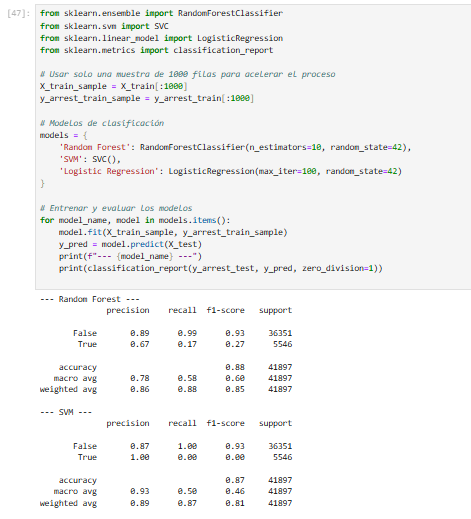 [47]: from sklearn.ensemble import RandomForestClassifier
from sklearn.svm import SVC
from sklearn.linear_model import LogisticRegression
from sklearn.metrics import classification_report
# Usar solo una muestra de 1000 filas para acelerar el proceso
X_train_sample = X_train[:1000]
y_arrest_train_sample = y_arrest_train[:1000]
# Modelos de clasificación
models = {
'Random Forest': RandomForestClassifier(n_estimators=10, random_state=42),
'SVM': SVC(),
'Logistic Regression': LogisticRegression(max_iter=100, random_state=42)
}
# Entrenar y evaluar los modelos
for model_name, model in models.items():
model.fit(X_train_sample, y_arrest_train_sample)
y_pred = model.predict(X_test)
print(f"--- {model_name} ---")
print(classification_report(y_arrest_test, y_pred, zero_division=1))
--- Random Forest ---
precision recall f1-score support
False 0.89 0.99 0.93 36351
True 0.67 0.17 0.27 5546
accuracy 0.88 41897
macro avg 0.78 0.58 0.60 41897
weighted avg 0.86 0.88 0.85 41897
--- SVM ---
precision recall f1-score support
False 0.87 1.00 0.93 36351
True 1.00 0.00 0.00 5546
accuracy 0.87 41897
macro avg 0.93 0.50 0.46 41897
weighted avg 0.89 0.87 0.81 41897